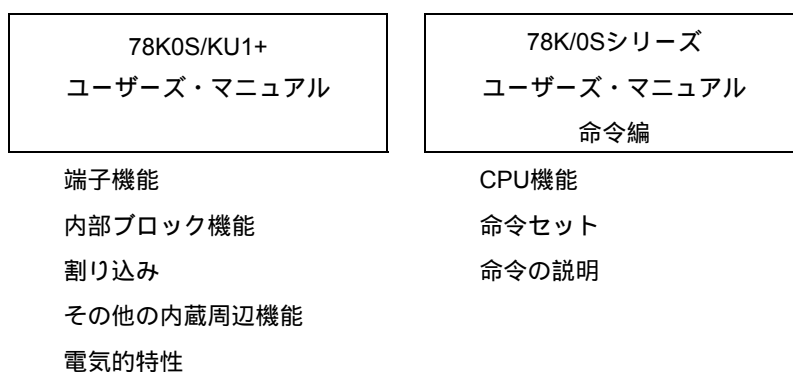 78K0S/KU1+
ユーザーズ・マニュアル
78K/0Sシリーズ
ユーザーズ・マニュアル
命令編
端子機能
内部ブロック機能
割り込み
その他の内蔵周辺機能
電気的特性
CPU機能
命令セット
命令の説明